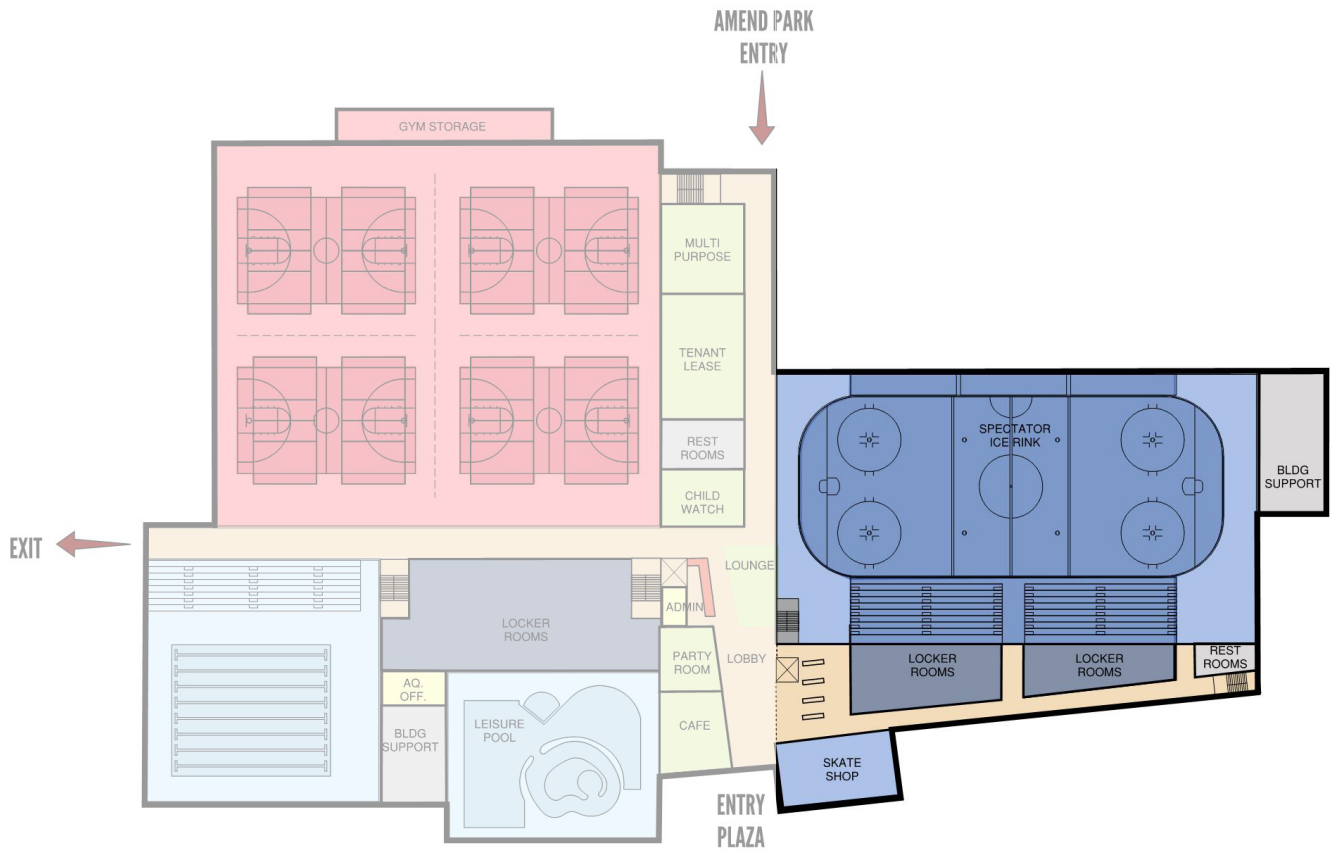 AMEND PARK
ENTRY
GYM STORAGE
MULTI
PURPOSE
TENANT
LEASE
REST
ROOMS
CHILD
WATCH
SPECTATOR
ICE RINK
BLDG
SUPPORT
EXIT
LOUNGE
ADMIN
LOCKER
ROOMS
PARTY
ROOM
LOBBY
LOCKER
ROOMS
LOCKER
ROOMS
REST
ROOMS
AQ.
OFF.
CAFE
LEISURE
POOL
BLDG
SUPPORT
SKATE
SHOP
ENTRY
PLAZA